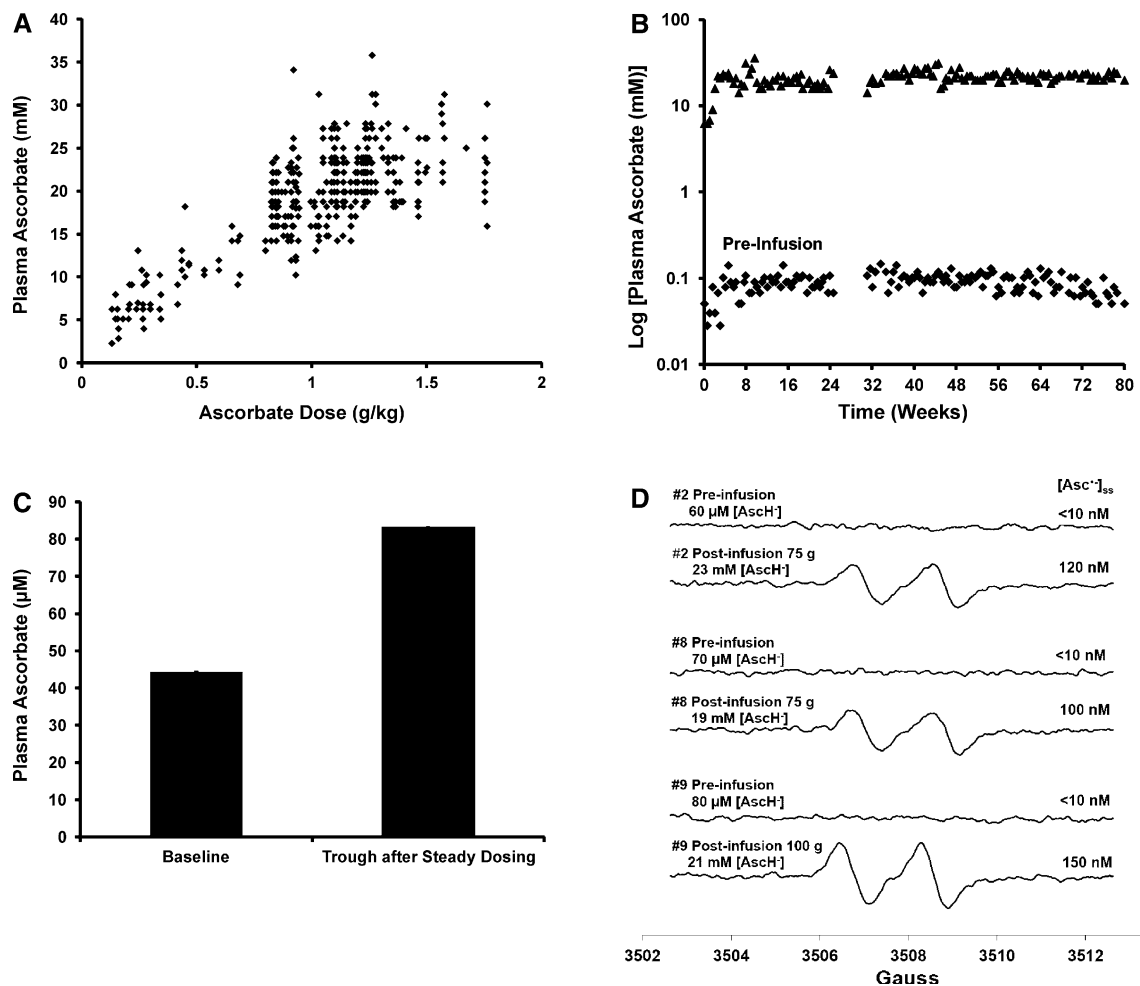 A
40
35
30
25
20
15
10
5
0
Plasma Ascorbate (mM)
0 0.5 1 1.5 2
Ascorbate Dose (g/kg)
B
100
10
1
0.1
0.01
Log [Plasma Ascorbate (mM)]
Pre-Infusion
0 8 16 24 32 40 48 56 64 72 80
Time (Weeks)
C
90
80
70
60
50
40
30
20
10
0
Plasma Ascorbate (µM)
Baseline Trough after Steady Dosing
D
[Asc•-]ss
#2 Pre-infusion
60 µM [AscH-]
<10 nM
#2 Post-infusion 75 g
23 mM [AscH-]
120 nM
#8 Pre-infusion
70 µM [AscH-]
<10 nM
#8 Post-infusion 75 g
19 mM [AscH-]
100 nM
#9 Pre-infusion
80 µM [AscH-]
<10 nM
#9 Post-infusion 100 g
21 mM [AscH-]
150 nM
3502 3504 3506 3508 3510 3512
Gauss